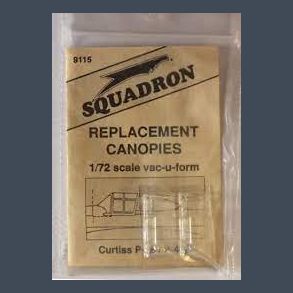 9115
SQUADRON
REPLACEMENT
CANOPIES
1/72 scale vac-u-form
Curtiss